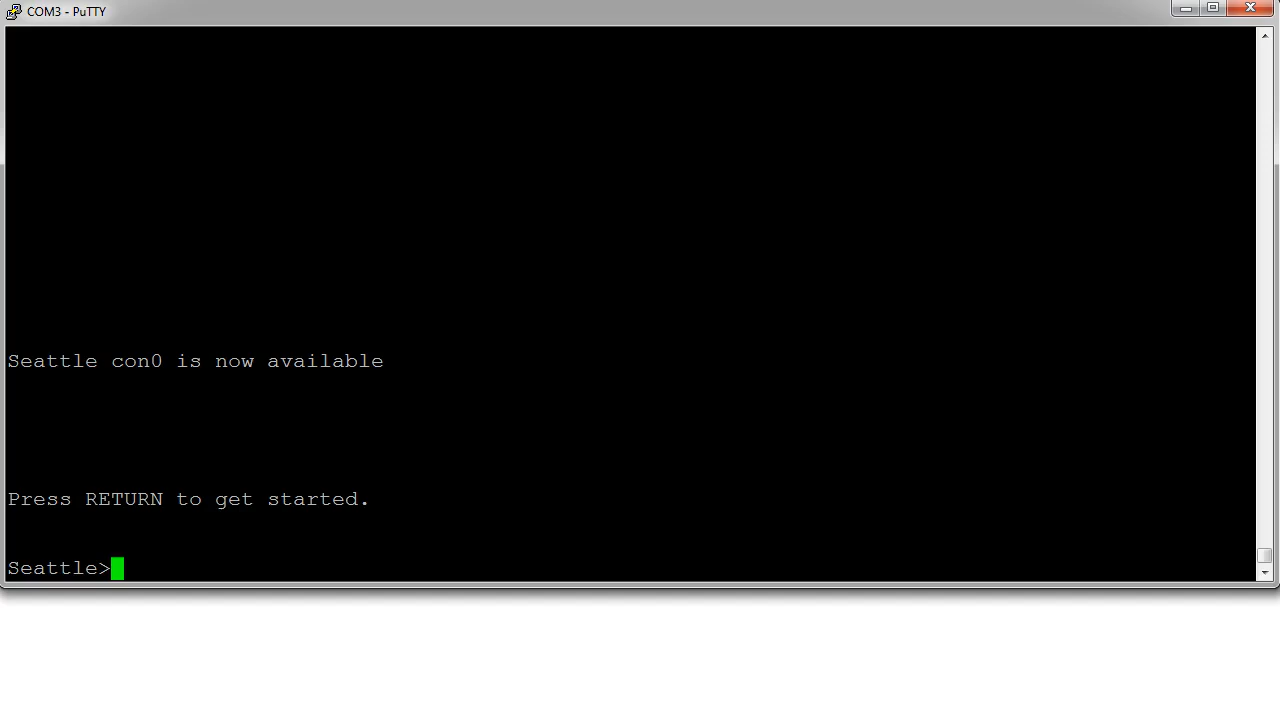 COM3 - PuTTY
Seattle con0 is now available
Press RETURN to get started.
Seattle>